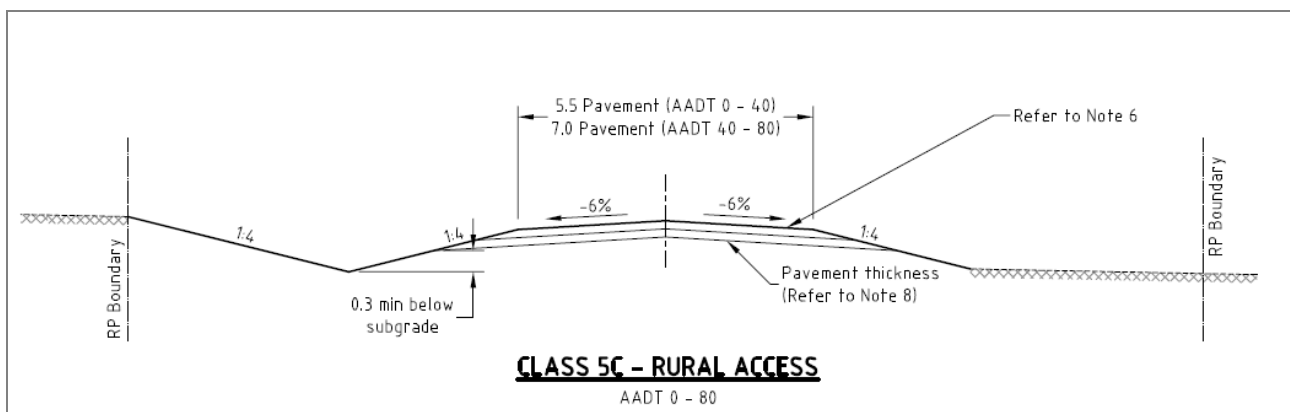 5.5 Pavement (AADT 0 - 40)
7.0 Pavement (AADT 40 - 80)
Refer to Note 6
-6%
-6%
1:4
1:4
1:4
RP Boundary
RP Boundary
0.3 min below
subgrade
Pavement thickness
(Refer to Note 8)
CLASS 5C - RURAL ACCESS
AADT 0 - 80